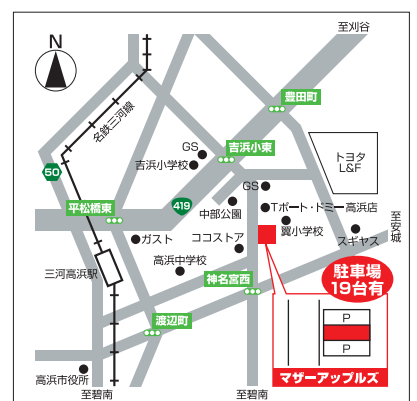 至刈谷
N
豊田町
名鉄三河線
GS
吉浜小東
吉浜小学校
トヨタ
L&F
50
GS
419
平松橋東
中部公園
Tポート・ドミー高浜店
至安城
ガスト
ココストア
翼小学校
スギヤス
三河高浜駅
高浜中学校
神名宮西
駐車場
19台有
渡辺町
P
P
高浜市役所
マザーアップルズ
至碧南
至碧南